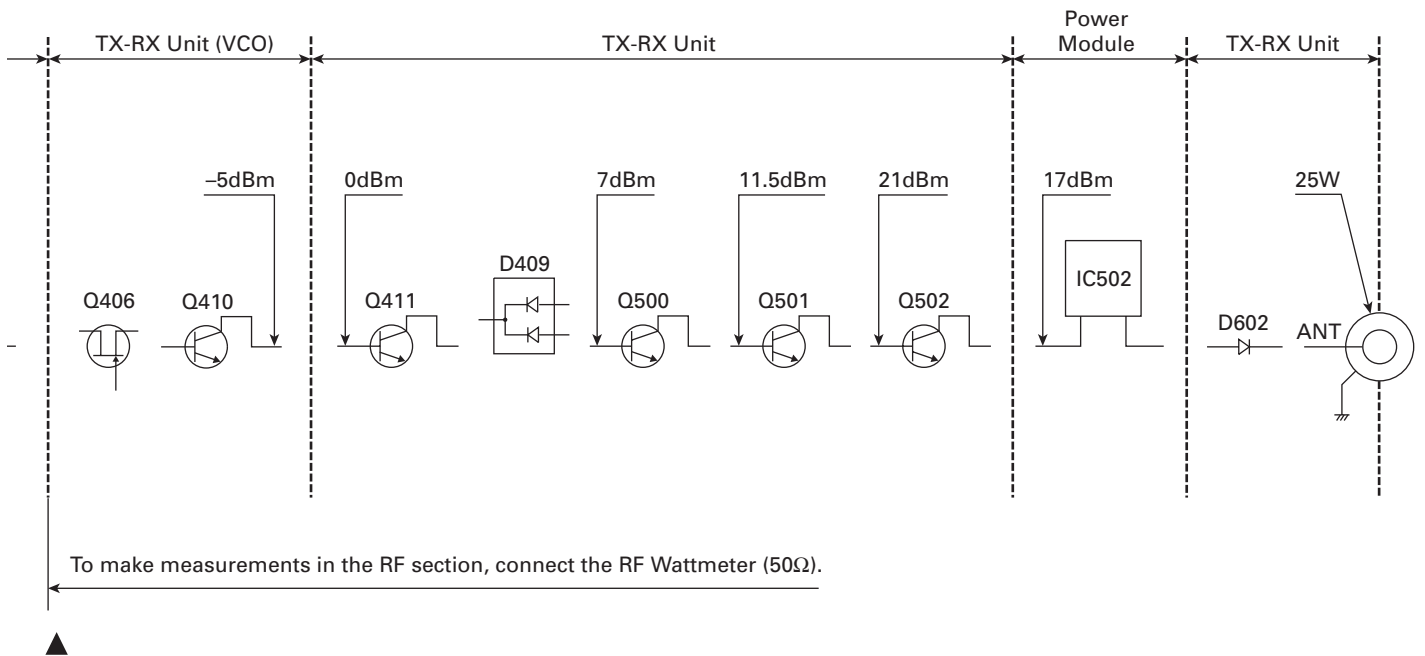 Power
TX-RX Unit (VCO) TX-RX Unit Module TX-RX Unit
–5dBm 0dBm 7dBm 11.5dBm 21dBm 17dBm 25W
D409
Q406 Q410 Q411 Q500 Q501 Q502 IC502
D602 ANT
To make measurements in the RF section, connect the RF Wattmeter (50Ω).